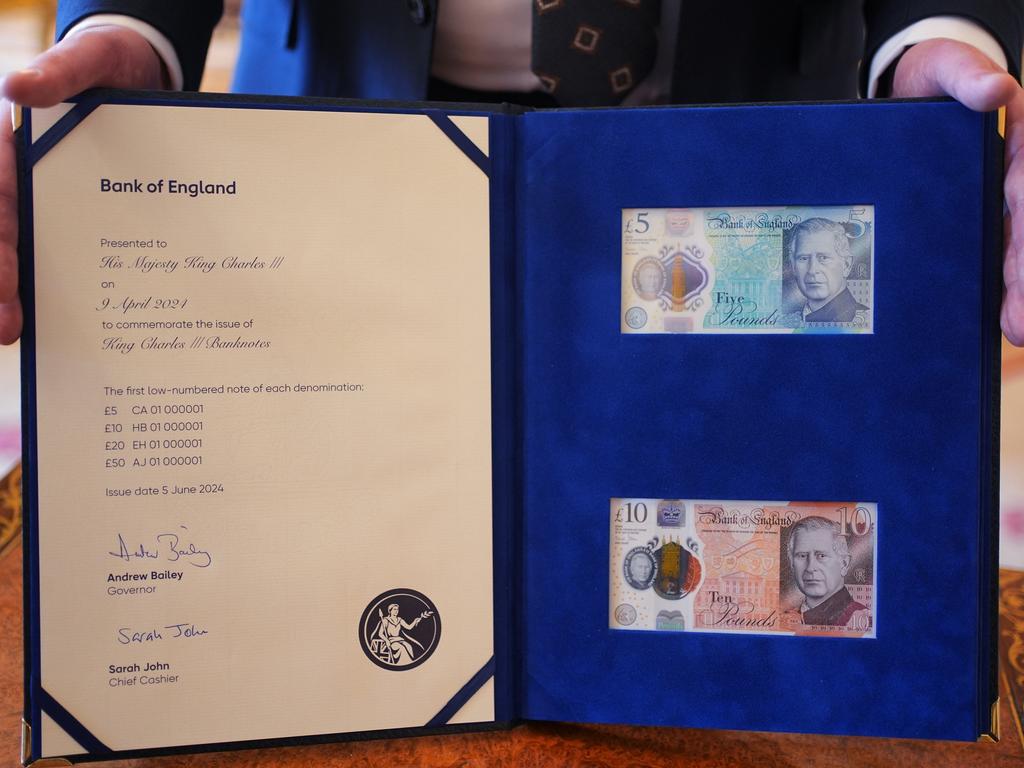 Bank of England
Presented to
His Majesty King Charles III
on
9 April 2024
to commemorate the issue of
King Charles III Banknotes
The first low-numbered note of each denomination:
£5 CA 01 000001
£10 HB 01 000001
£20 EH 01 000001
£50 AJ 01 000001
Issue date 5 June 2024
Andrew Bailey
Andrew Bailey
Governor
Sarah John
Sarah John
Chief Cashier
£5
Bank of England
5
Five
Pounds
£10
Bank of England
10
Ten
Pounds
10